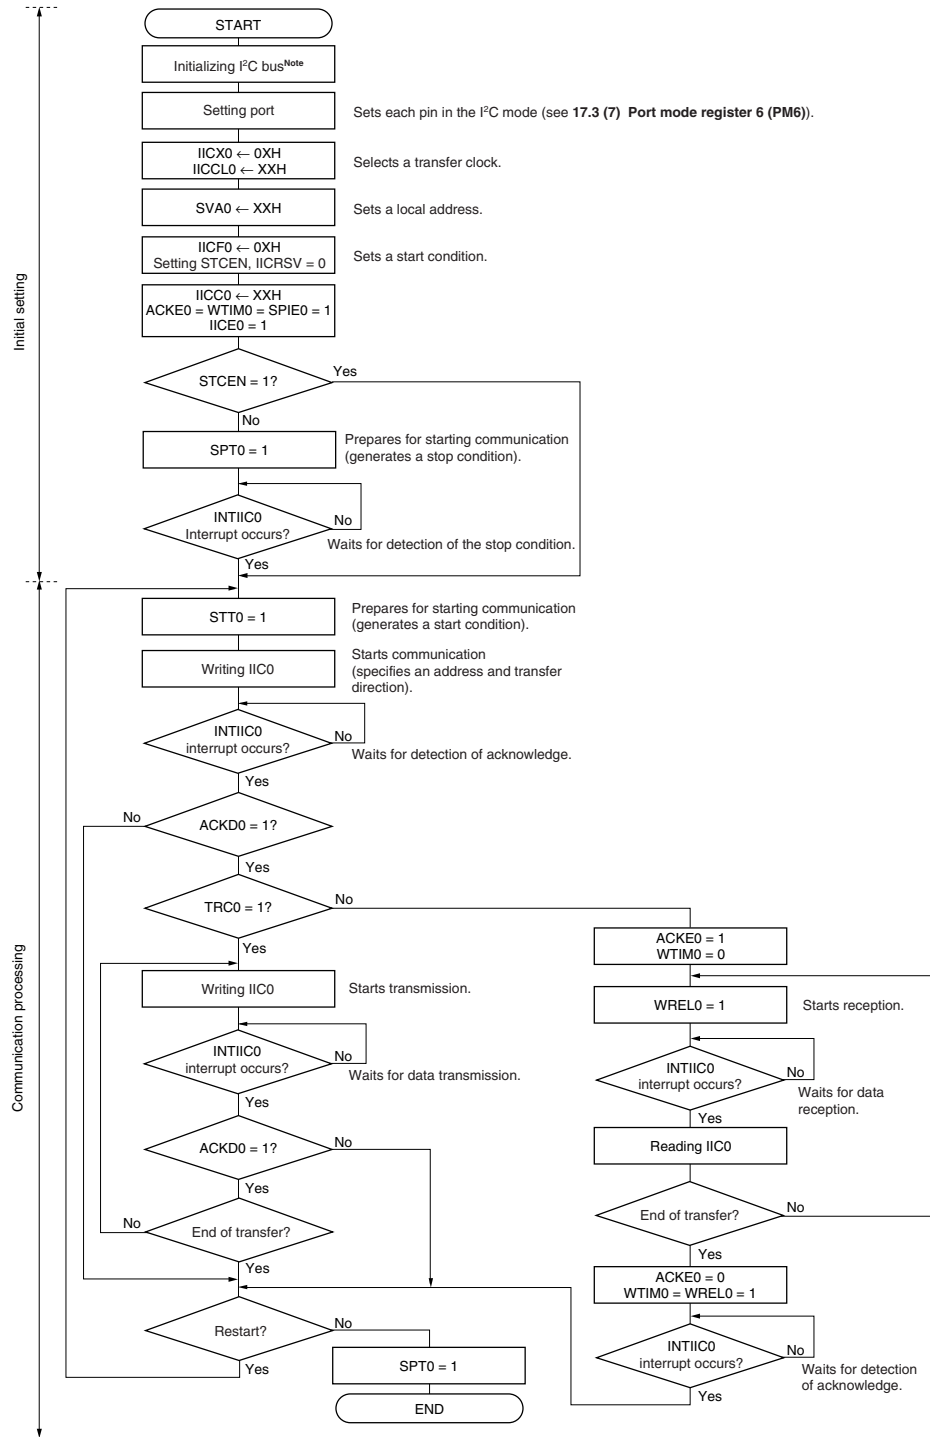 START
Initializing I²C bus^Note
Setting port
Sets each pin in the I²C mode (see 17.3 (7) Port mode register 6 (PM6)).
IICX0 ← 0XH
IICCL0 ← XXH
Selects a transfer clock.
SVA0 ← XXH
Sets a local address.
IICF0 ← 0XH
Setting STCEN, IICRSV = 0
Sets a start condition.
IICC0 ← XXH
ACKE0 = WTIM0 = SPIE0 = 1
IICE0 = 1
Initial setting
STCEN = 1?
Yes
No
SPT0 = 1
Prepares for starting communication
(generates a stop condition).
INTIIC0
Interrupt occurs?
No
Waits for detection of the stop condition.
Yes
STT0 = 1
Prepares for starting communication
(generates a start condition).
Writing IIC0
Starts communication
(specifies an address and transfer
direction).
INTIIC0
interrupt occurs?
No
Waits for detection of acknowledge.
Yes
ACKD0 = 1?
No
Yes
TRC0 = 1?
No
Yes
Communication processing
Writing IIC0
Starts transmission.
INTIIC0
interrupt occurs?
No
Waits for data transmission.
Yes
ACKD0 = 1?
No
Yes
End of transfer?
No
Yes
Restart?
No
Yes
SPT0 = 1
END
ACKE0 = 1
WTIM0 = 0
WREL0 = 1
Starts reception.
INTIIC0
interrupt occurs?
No
Waits for data
reception.
Yes
Reading IIC0
End of transfer?
No
Yes
ACKE0 = 0
WTIM0 = WREL0 = 1
INTIIC0
interrupt occurs?
No
Waits for detection
of acknowledge.
Yes